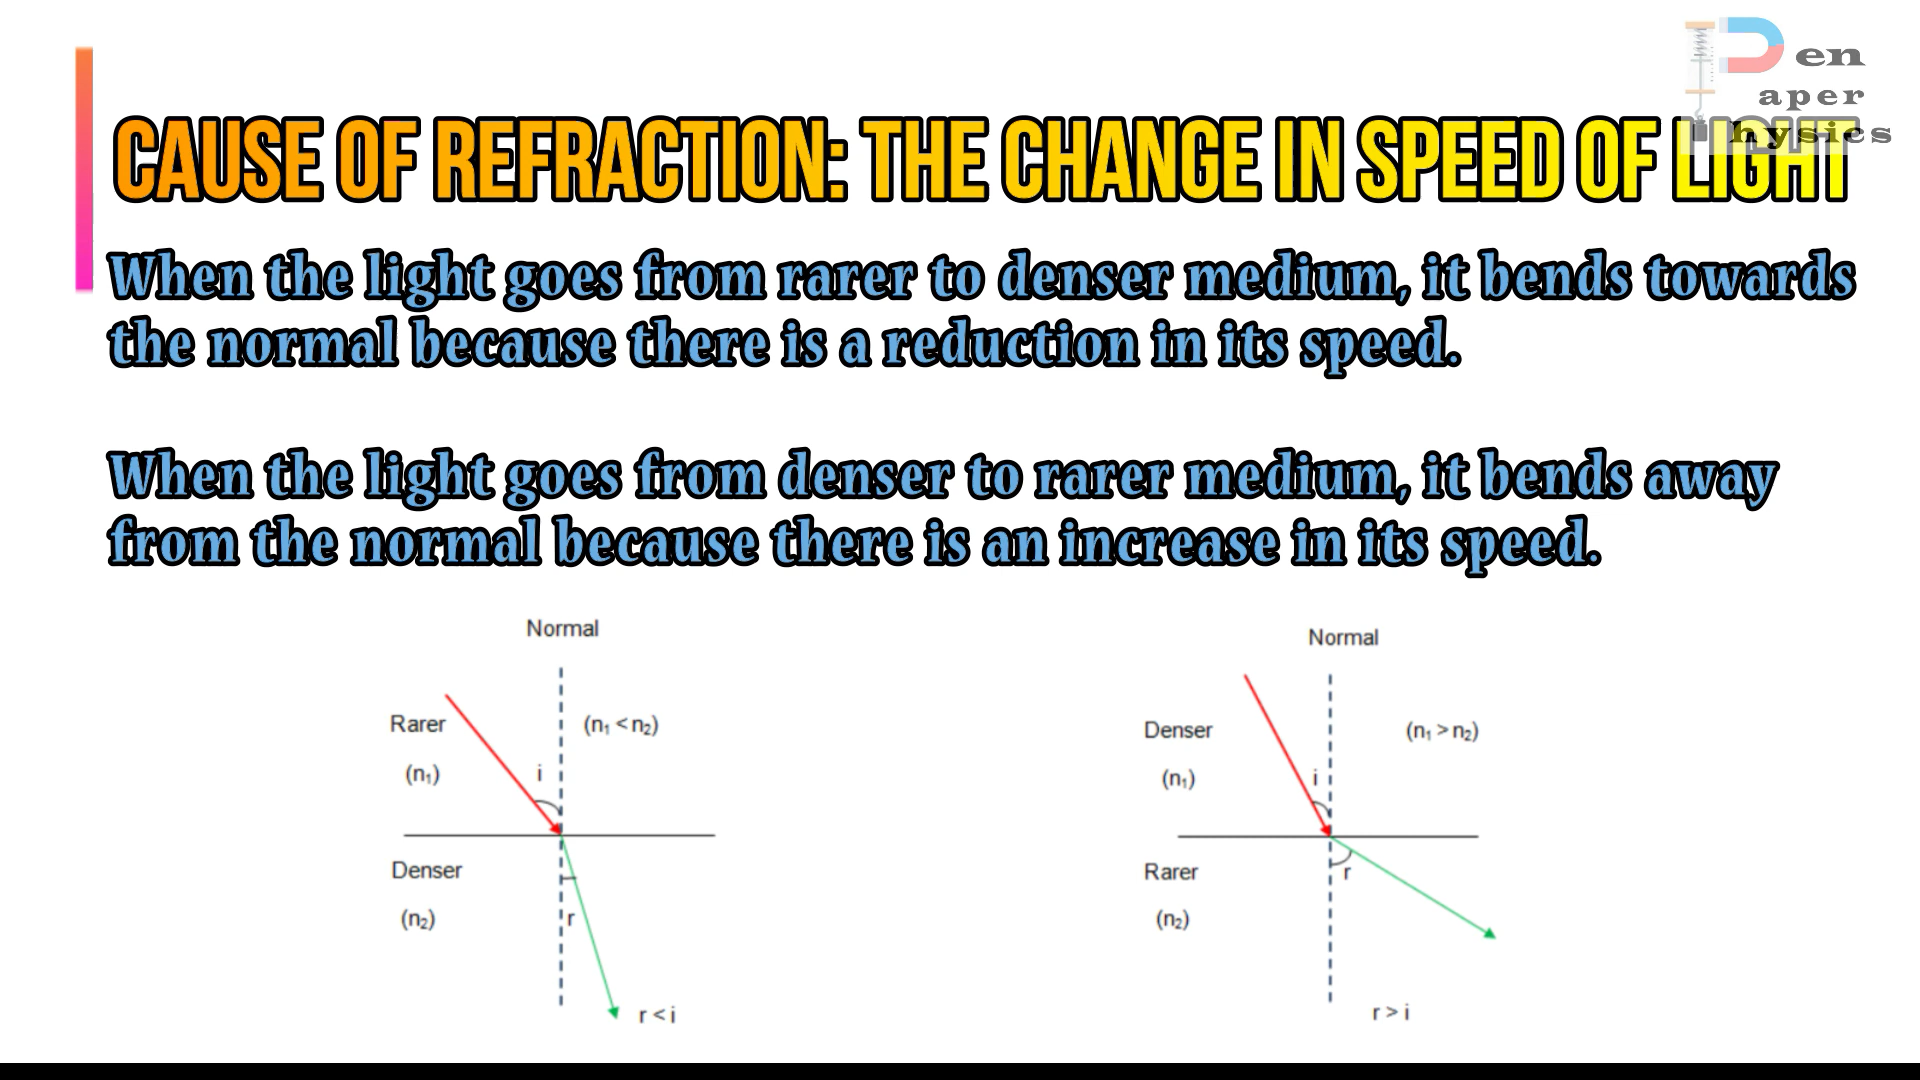 en
aper
hysics
CAUSE OF REFRACTION: THE CHANGE IN SPEED OF LIGHT
When the light goes from rarer to denser medium, it bends towards
the normal because there is a reduction in its speed.
When the light goes from denser to rarer medium, it bends away
from the normal because there is an increase in its speed.
Normal
Rarer
(n₁ < n₂)
(n₁)
i
Denser
(n₂)
r
r < i
Normal
Denser
(n₁ > n₂)
(n₁)
i
Rarer
r
(n₂)
r > i